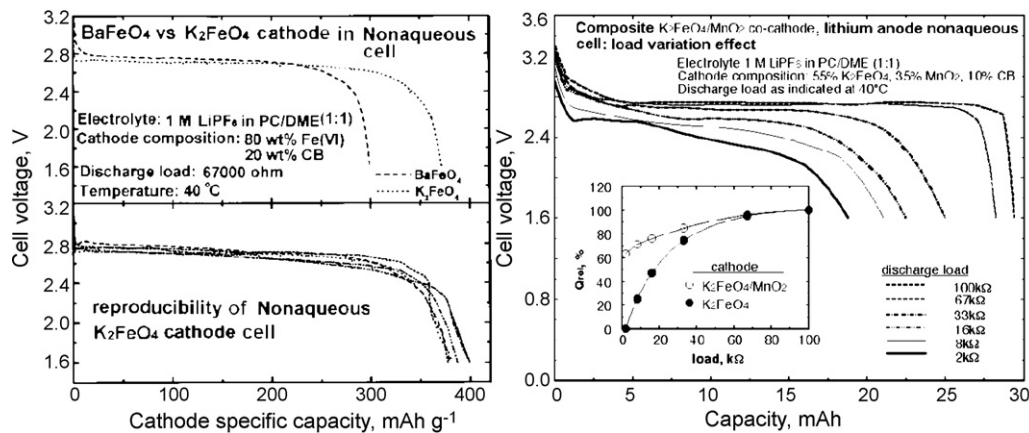 BaFeO4 vs K2FeO4 cathode in Nonaqueous
cell
Electrolyte: 1 M LiPF6 in PC/DME(1:1)
Cathode composition: 80 wt% Fe(VI)
20 wt% CB
Discharge load: 67000 ohm
Temperature: 40°C
BaFeO4
K2FeO4
3.2
2.8
2.4
2.0
1.6
3.2
2.8
2.4
2.0
1.6
Cell voltage, V
reproducibility of Nonaqueous
K2FeO4 cathode cell
0
100
200
300
400
Cathode specific capacity, mAh g-1
Composite K2FeO4/MnO2 co-cathode, lithium anode nonaqueous
cell: load variation effect
Electrolyte 1 M LiPF6 in PC/DME (1:1)
Cathode composition: 55% K2FeO4, 35% MnO2, 10% CB
Discharge load as indicated at 40°C
3.6
3.2
2.6
1.6
0.8
0.0
Cell voltage, V
120
100
80
60
40
20
0
Qrel, %
cathode
K2FeO4/MnO2
K2FeO4
0
20
40
60
80
100
load, kΩ
discharge load
100kΩ
67kΩ
33kΩ
16kΩ
8kΩ
2kΩ
0
5
10
15
20
25
30
Capacity, mAh